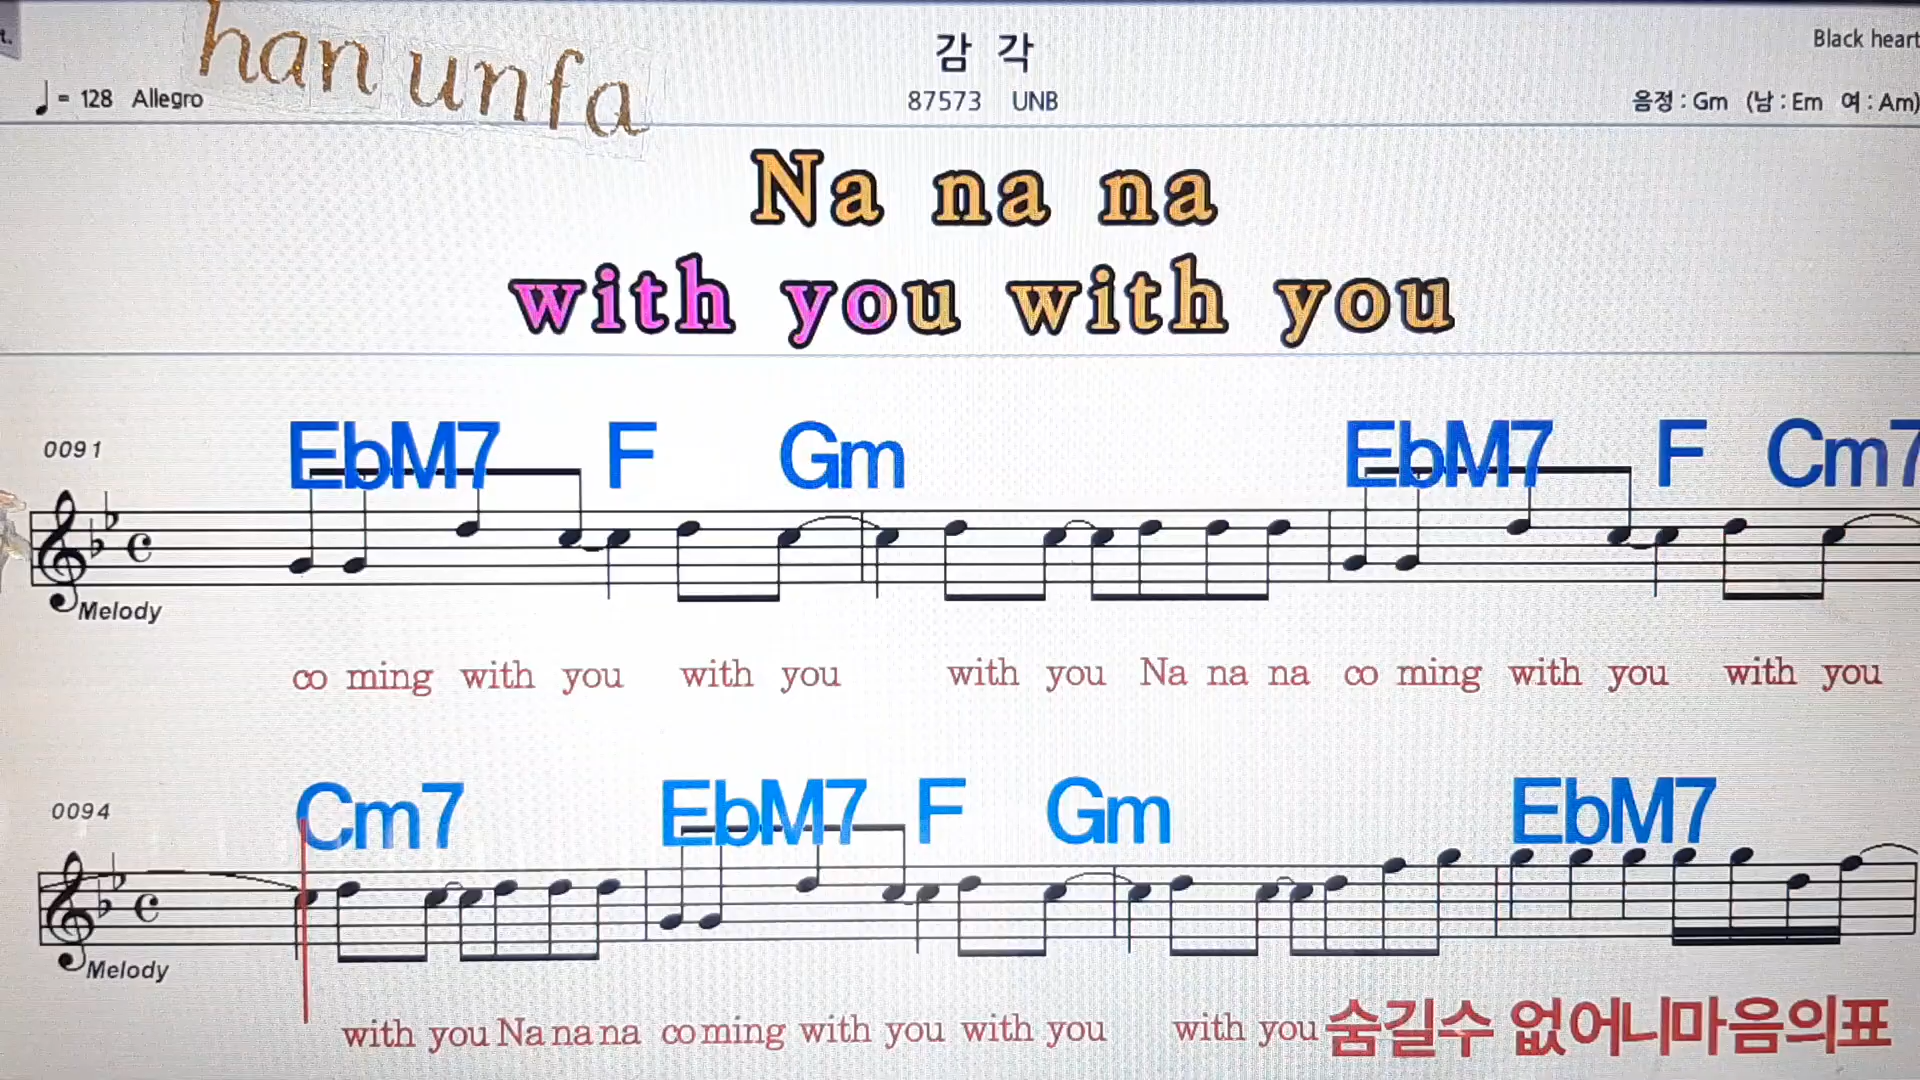 han unfa
감 각
Black heart
♩ = 128 Allegro
87573 UNB
음정 : Gm (남 : Em 여 : Am)
Na na na
with you with you
0091
EbM7 F Gm EbM7 F Cm7
Melody
co ming with you with you with you Na na na co ming with you with you
0094
Cm7 EbM7 F Gm EbM7
Melody
with you Na na na co ming with you with you with you 숨길수 없어니마음의표